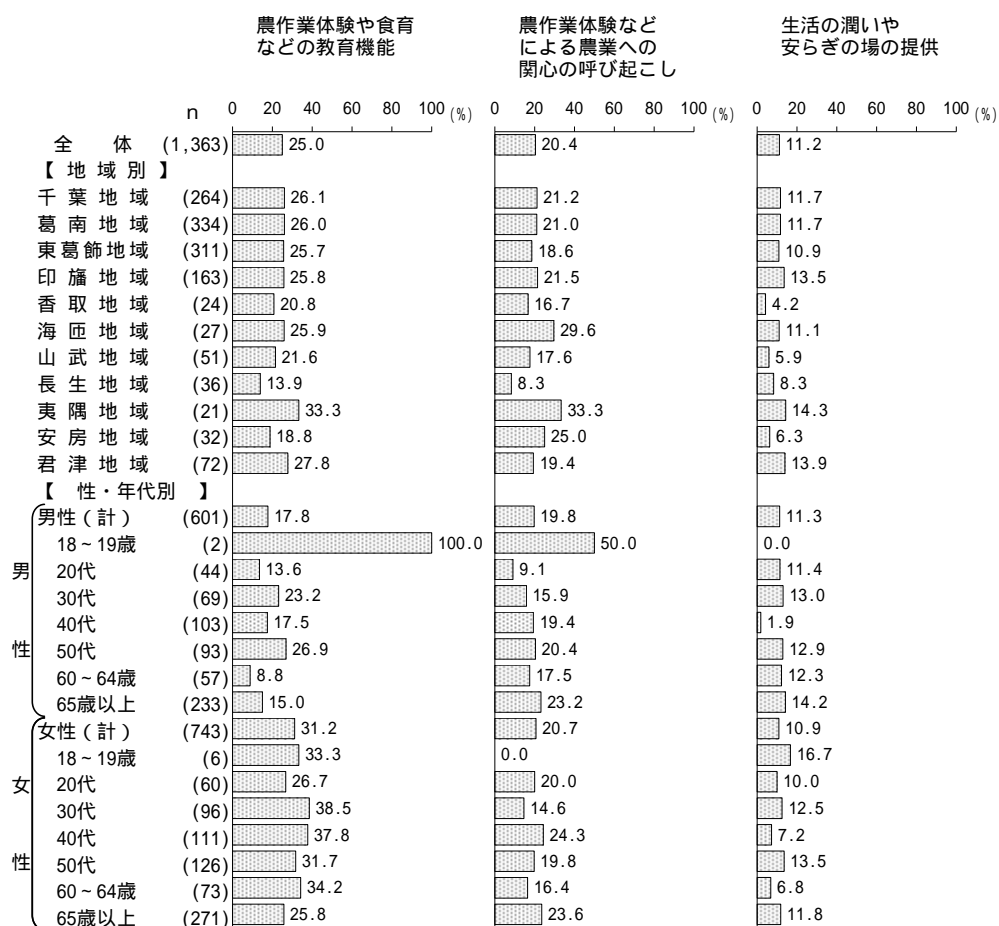 農作業体験や食育
などの教育機能
農作業体験など
による農業への
関心の呼び起こし
生活の潤いや
安らぎの場の提供
n 0 20 40 60 80 100 (%) 0 20 40 60 80 100 (%) 0 20 40 60 80 100 (%)
全 体 (1,363) 25.0 20.4 11.2
【 地 域 別 】
千 葉 地 域 (264) 26.1 21.2 11.7
葛 南 地 域 (334) 26.0 21.0 11.7
東葛飾地域 (311) 25.7 18.6 10.9
印 旛 地 域 (163) 25.8 21.5 13.5
香 取 地 域 (24) 20.8 16.7 4.2
海 匝 地 域 (27) 25.9 29.6 11.1
山 武 地 域 (51) 21.6 17.6 5.9
長 生 地 域 (36) 13.9 8.3 8.3
夷 隅 地 域 (21) 33.3 33.3 14.3
安 房 地 域 (32) 18.8 25.0 6.3
君 津 地 域 (72) 27.8 19.4 13.9
【 性・年代別 】
男性(計) (601) 17.8 19.8 11.3
18~19歳 (2) 100.0 50.0 0.0
男 20代 (44) 13.6 9.1 11.4
30代 (69) 23.2 15.9 13.0
40代 (103) 17.5 19.4 1.9
性 50代 (93) 26.9 20.4 12.9
60~64歳 (57) 8.8 17.5 12.3
65歳以上 (233) 15.0 23.2 14.2
女性(計) (743) 31.2 20.7 10.9
18~19歳 (6) 33.3 0.0 16.7
女 20代 (60) 26.7 20.0 10.0
30代 (96) 38.5 14.6 12.5
40代 (111) 37.8 24.3 7.2
性 50代 (126) 31.7 19.8 13.5
60~64歳 (73) 34.2 16.4 6.8
65歳以上 (271) 25.8 23.6 11.8